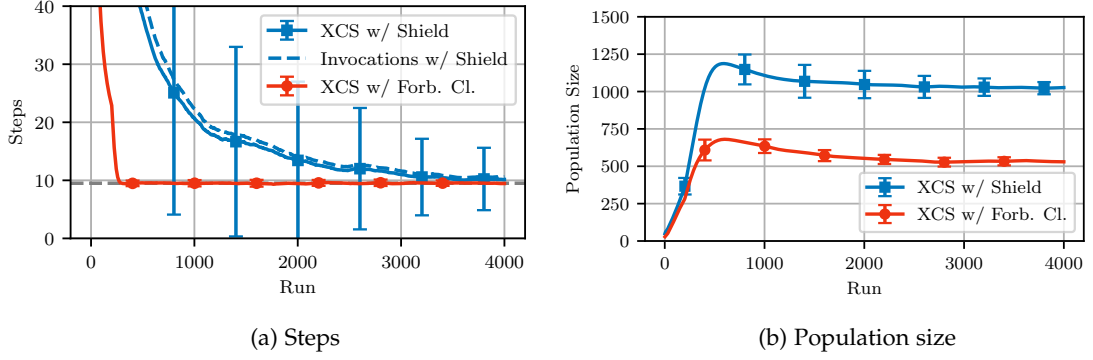 40
30
20
10
0
Steps
0
1000
2000
3000
4000
Run
XCS w/ Shield
Invocations w/ Shield
XCS w/ Forb. Cl.
(a) Steps
1500
1250
1000
750
500
250
0
Population Size
0
1000
2000
3000
4000
Run
XCS w/ Shield
XCS w/ Forb. Cl.
(b) Population size